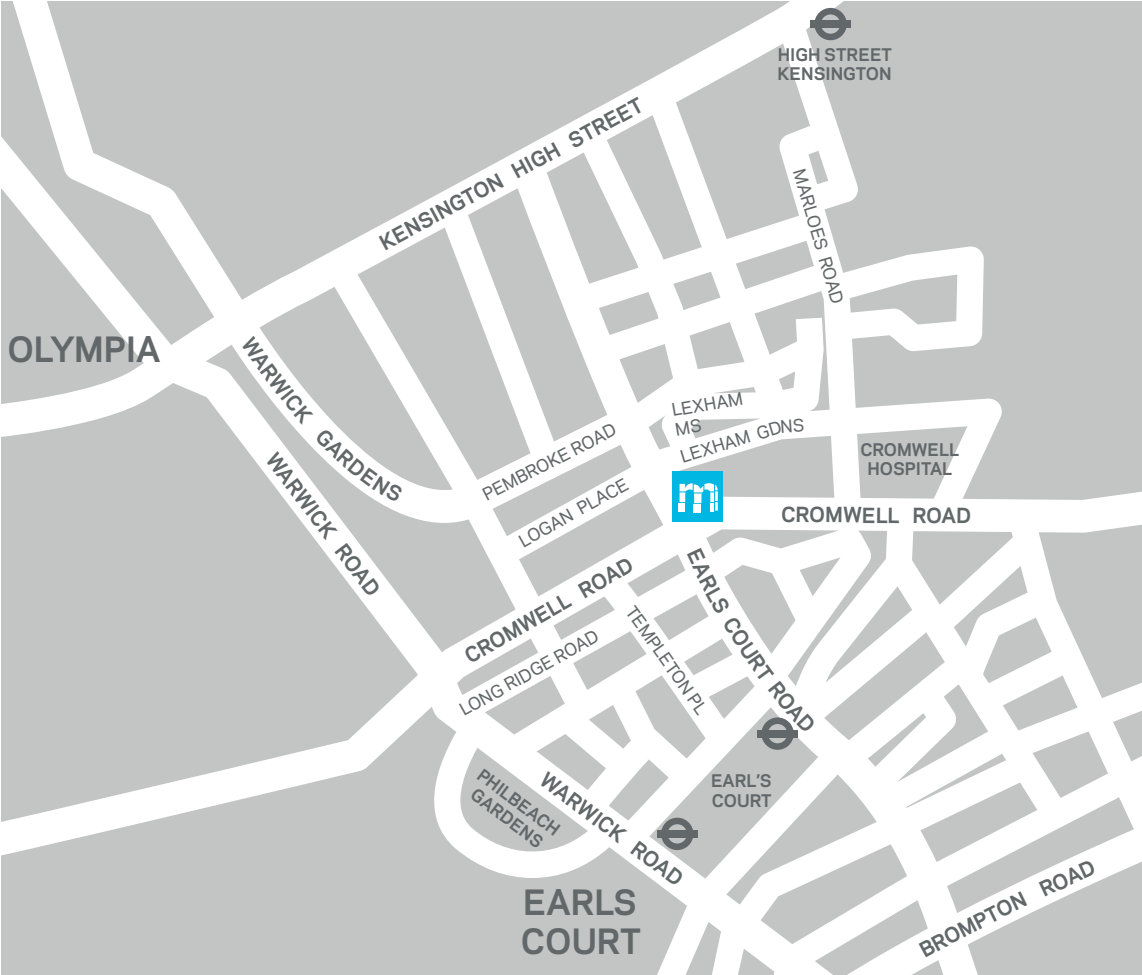 HIGH STREET
KENSINGTON
KENSINGTON HIGH STREET
MARLOES ROAD
OLYMPIA
WARWICK GARDENS
LEXHAM
MS
LEXHAM GDNS
PEMBROKE ROAD
CROMWELL
HOSPITAL
WARWICK ROAD
LOGAN PLACE
m
CROMWELL ROAD
CROMWELL ROAD
EARLS COURT ROAD
LONG RIDGE ROAD
TEMPLETON PL
PHILBEACH
GARDENS
WARWICK ROAD
EARL'S
COURT
EARLS
COURT
BROMPTON ROAD